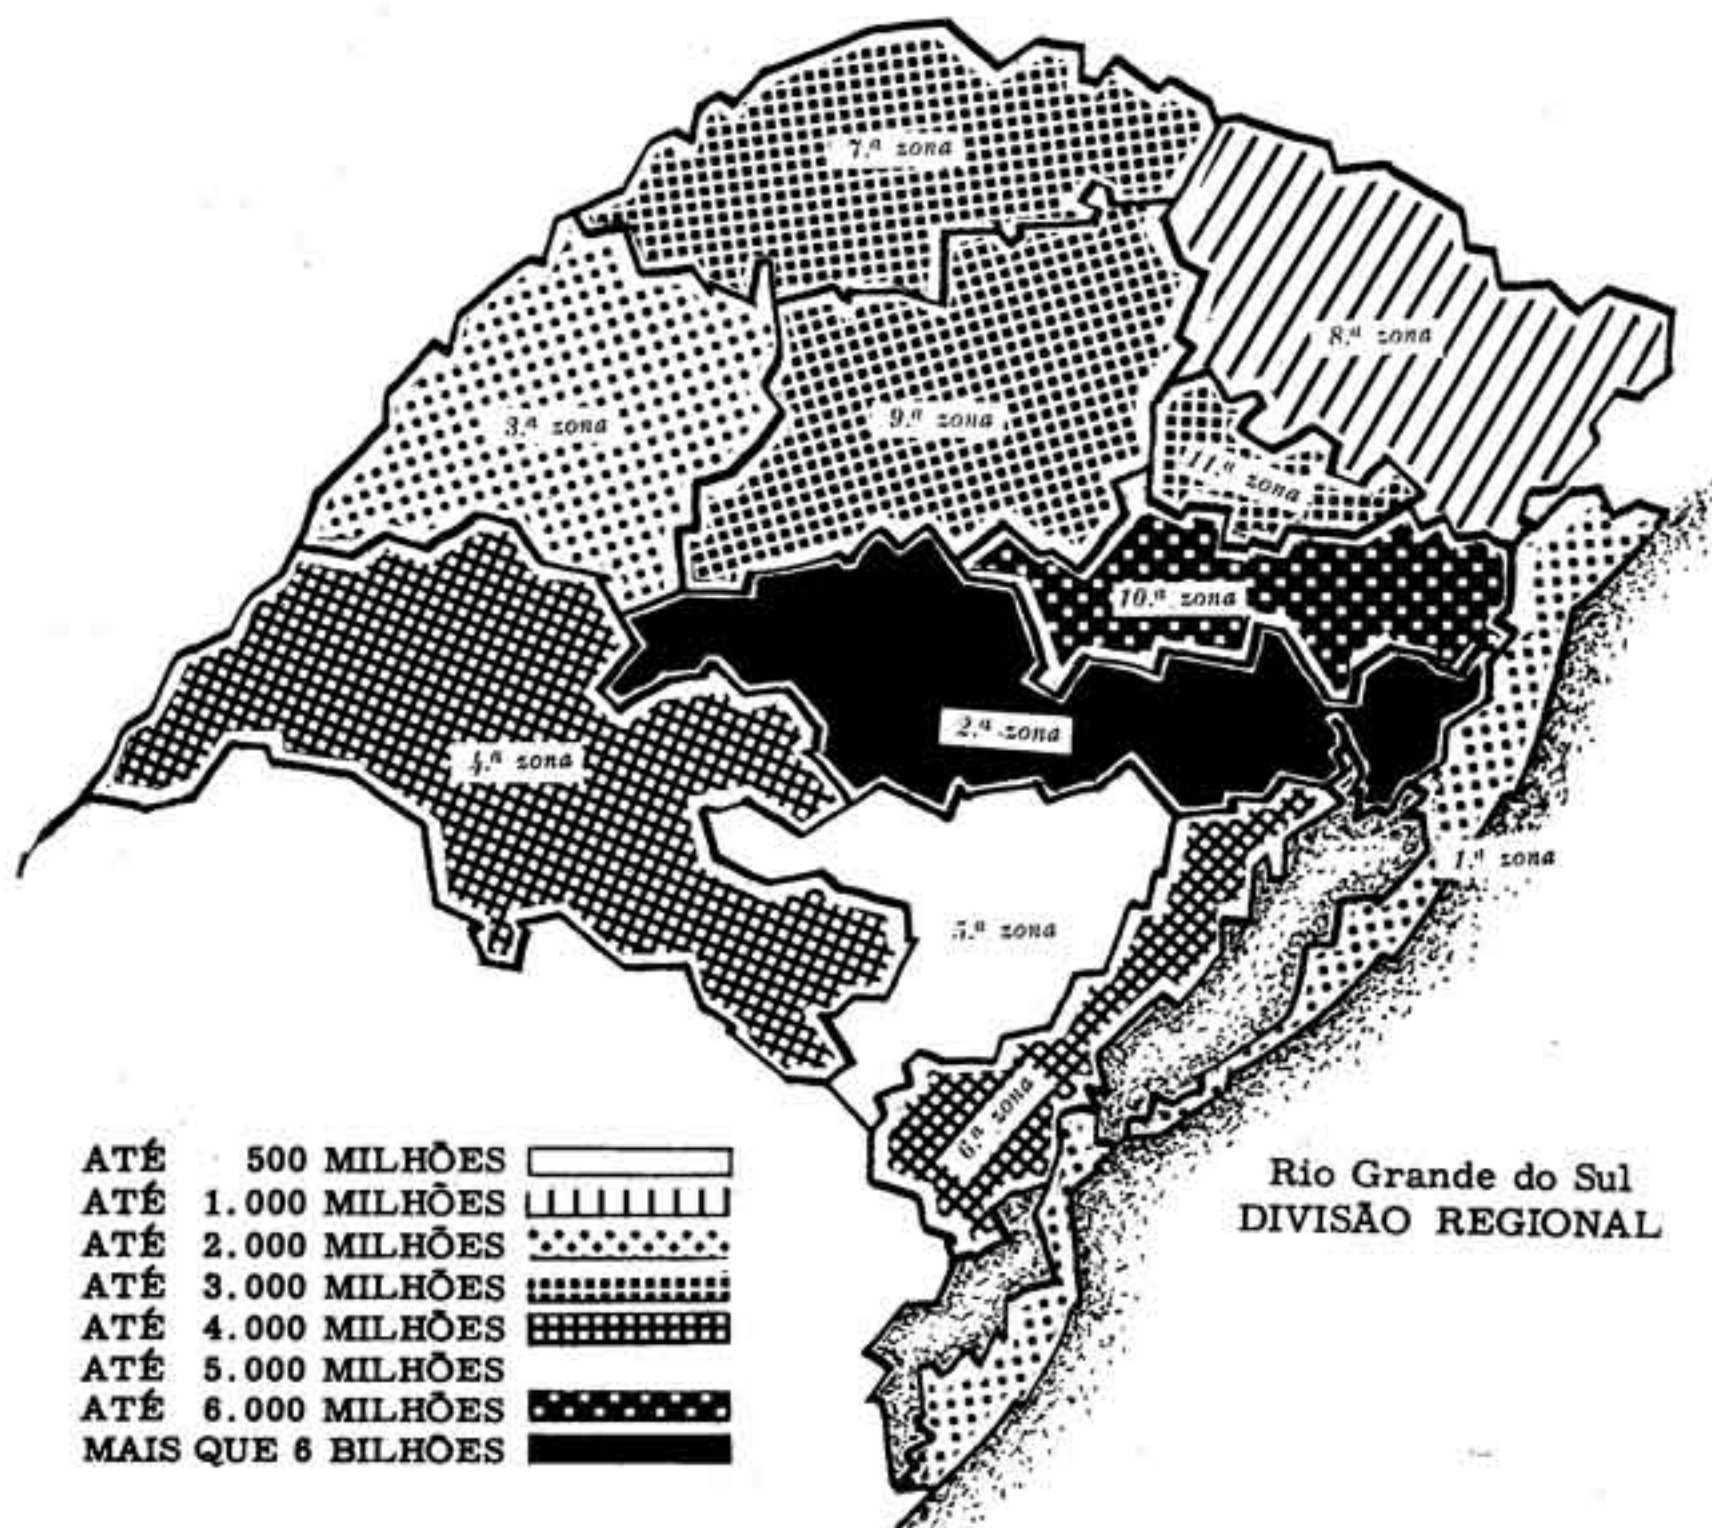 7.ª zona
8.ª zona
3.ª zona
9.ª zona
11.ª zona
10.ª zona
2.ª zona
4.ª zona
1.ª zona
5.ª zona
6.ª zona
ATÉ 500 MILHÕES
ATÉ 1.000 MILHÕES
ATÉ 2.000 MILHÕES
ATÉ 3.000 MILHÕES
ATÉ 4.000 MILHÕES
ATÉ 5.000 MILHÕES
ATÉ 6.000 MILHÕES
MAIS QUE 6 BILHÕES
Rio Grande do Sul
DIVISÃO REGIONAL